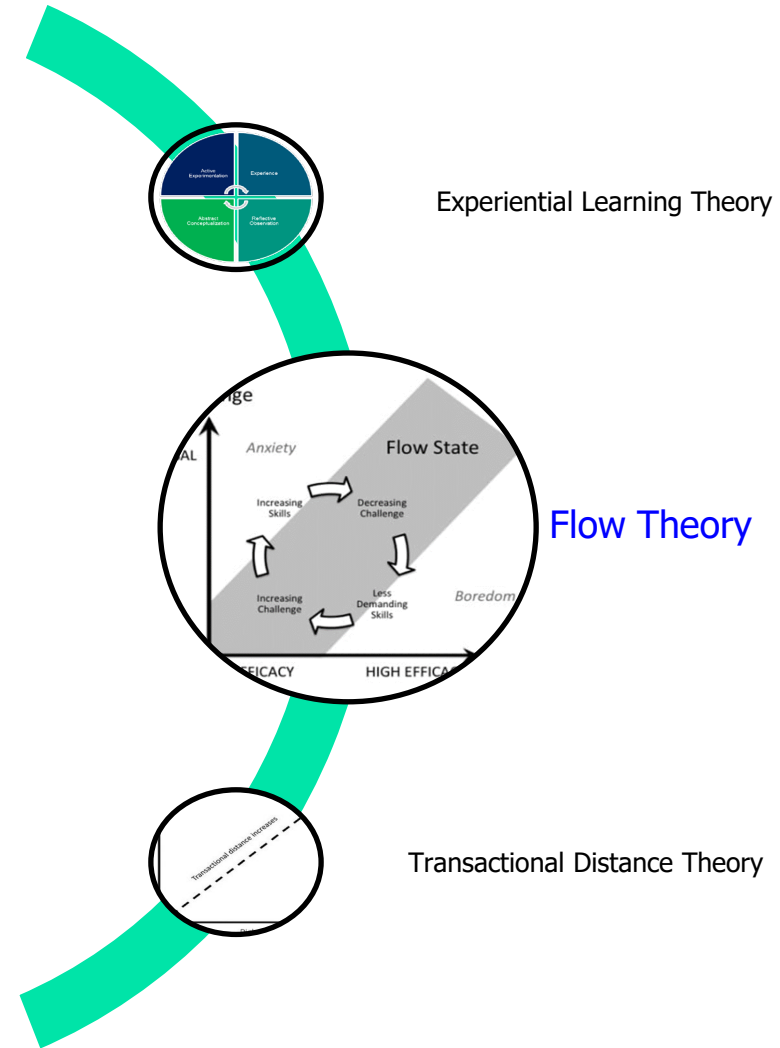 Active
Experimentation
Experience
Abstract
Conceptualization
Reflective
Observation
Experiential Learning Theory
Anxiety
Flow State
Increasing
Skills
Decreasing
Challenge
Increasing
Challenge
Less
Demanding
Skills
Boredom
HIGH
Flow Theory
Transactional distance increases
Transactional Distance Theory